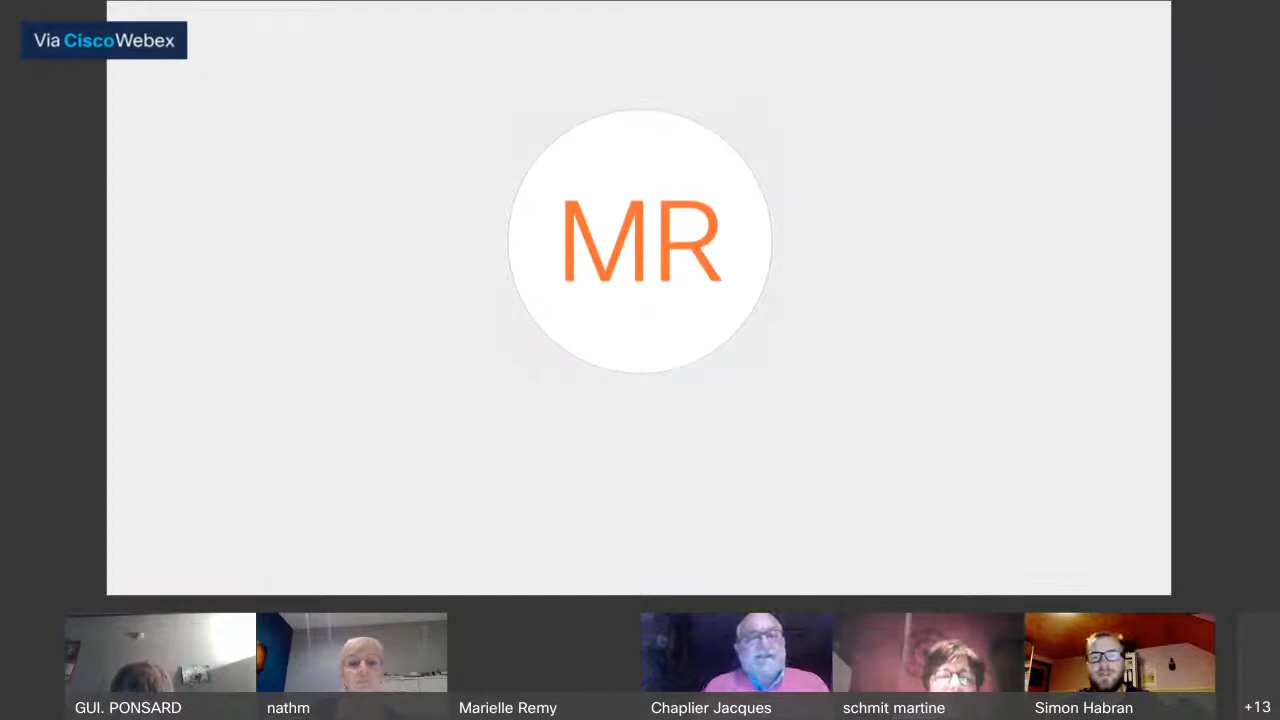 Via CiscoWebex
MR
GUI. PONSARD
nathm
Marielle Remy
Chaplier Jacques
schmit martine
Simon Habran
+13